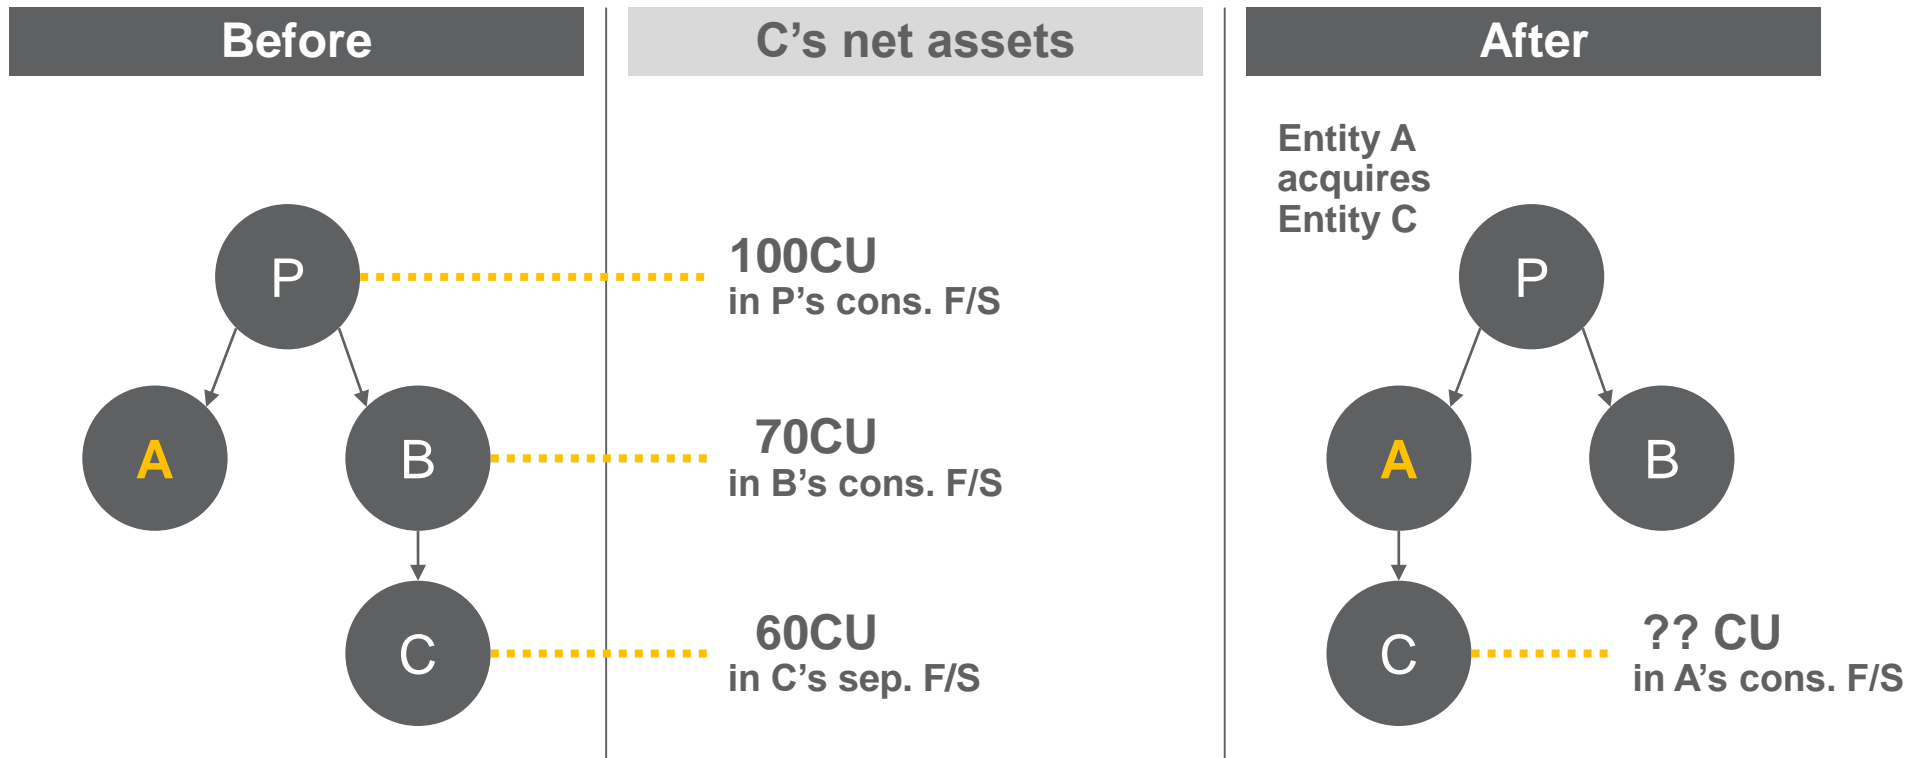 Before
C’s net assets
After
Entity A
acquires
Entity C
P
100CU
in P’s cons. F/S
P
A
B
70CU
in B’s cons. F/S
A
B
C
60CU
in C’s sep. F/S
C
?? CU
in A’s cons. F/S